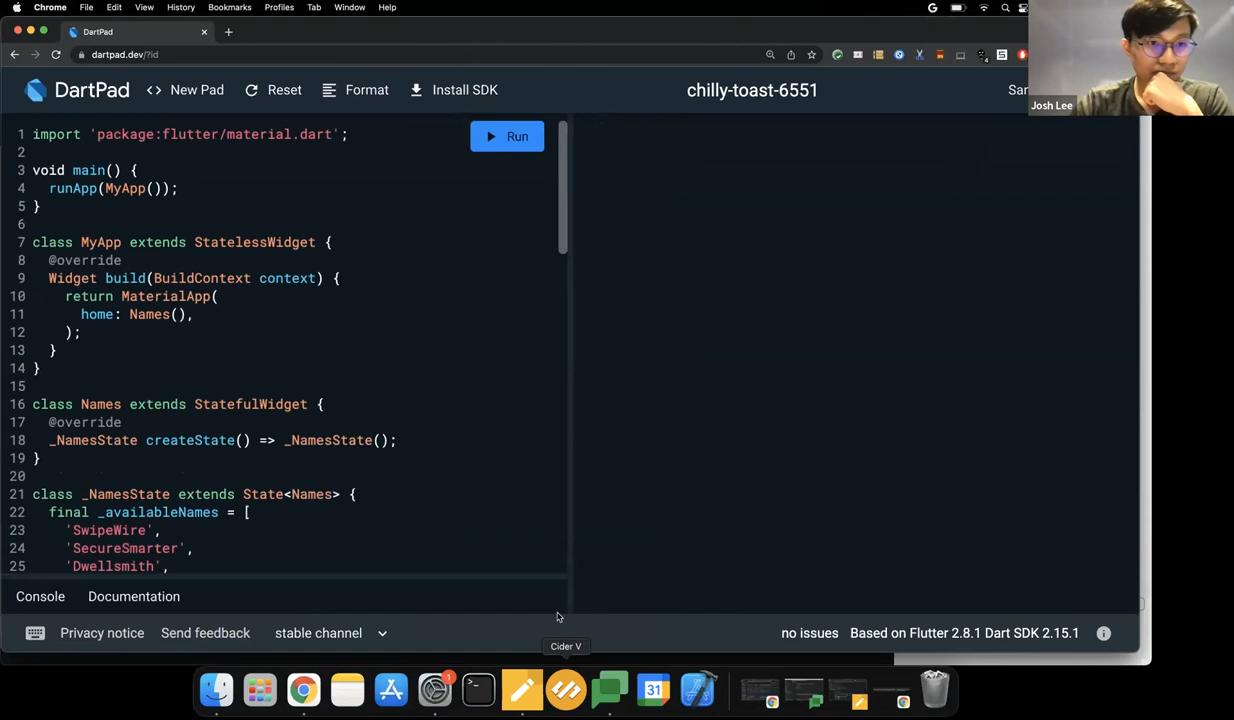 Chrome File Edit View History Bookmarks Profiles Tab Window Help
DartPad
dartpad.dev/?id
DartPad New Pad Reset Format Install SDK chilly-toast-6551
Josh Lee
Run
1 import 'package:flutter/material.dart';
2
3 void main() {
4 runApp(MyApp());
5 }
6
7 class MyApp extends StatelessWidget {
8 @override
9 Widget build(BuildContext context) {
10 return MaterialApp(
11 home: Names(),
12 );
13 }
14 }
15
16 class Names extends StatefulWidget {
17 @override
18 _NamesState createState() => _NamesState();
19 }
20
21 class _NamesState extends State<Names> {
22 final _availableNames = [
23 'SwipeWire',
24 'SecureSmarter',
25 'Dwellsmith',
Console Documentation
Privacy notice Send feedback stable channel no issues Based on Flutter 2.8.1 Dart SDK 2.15.1
Cider V
1
31